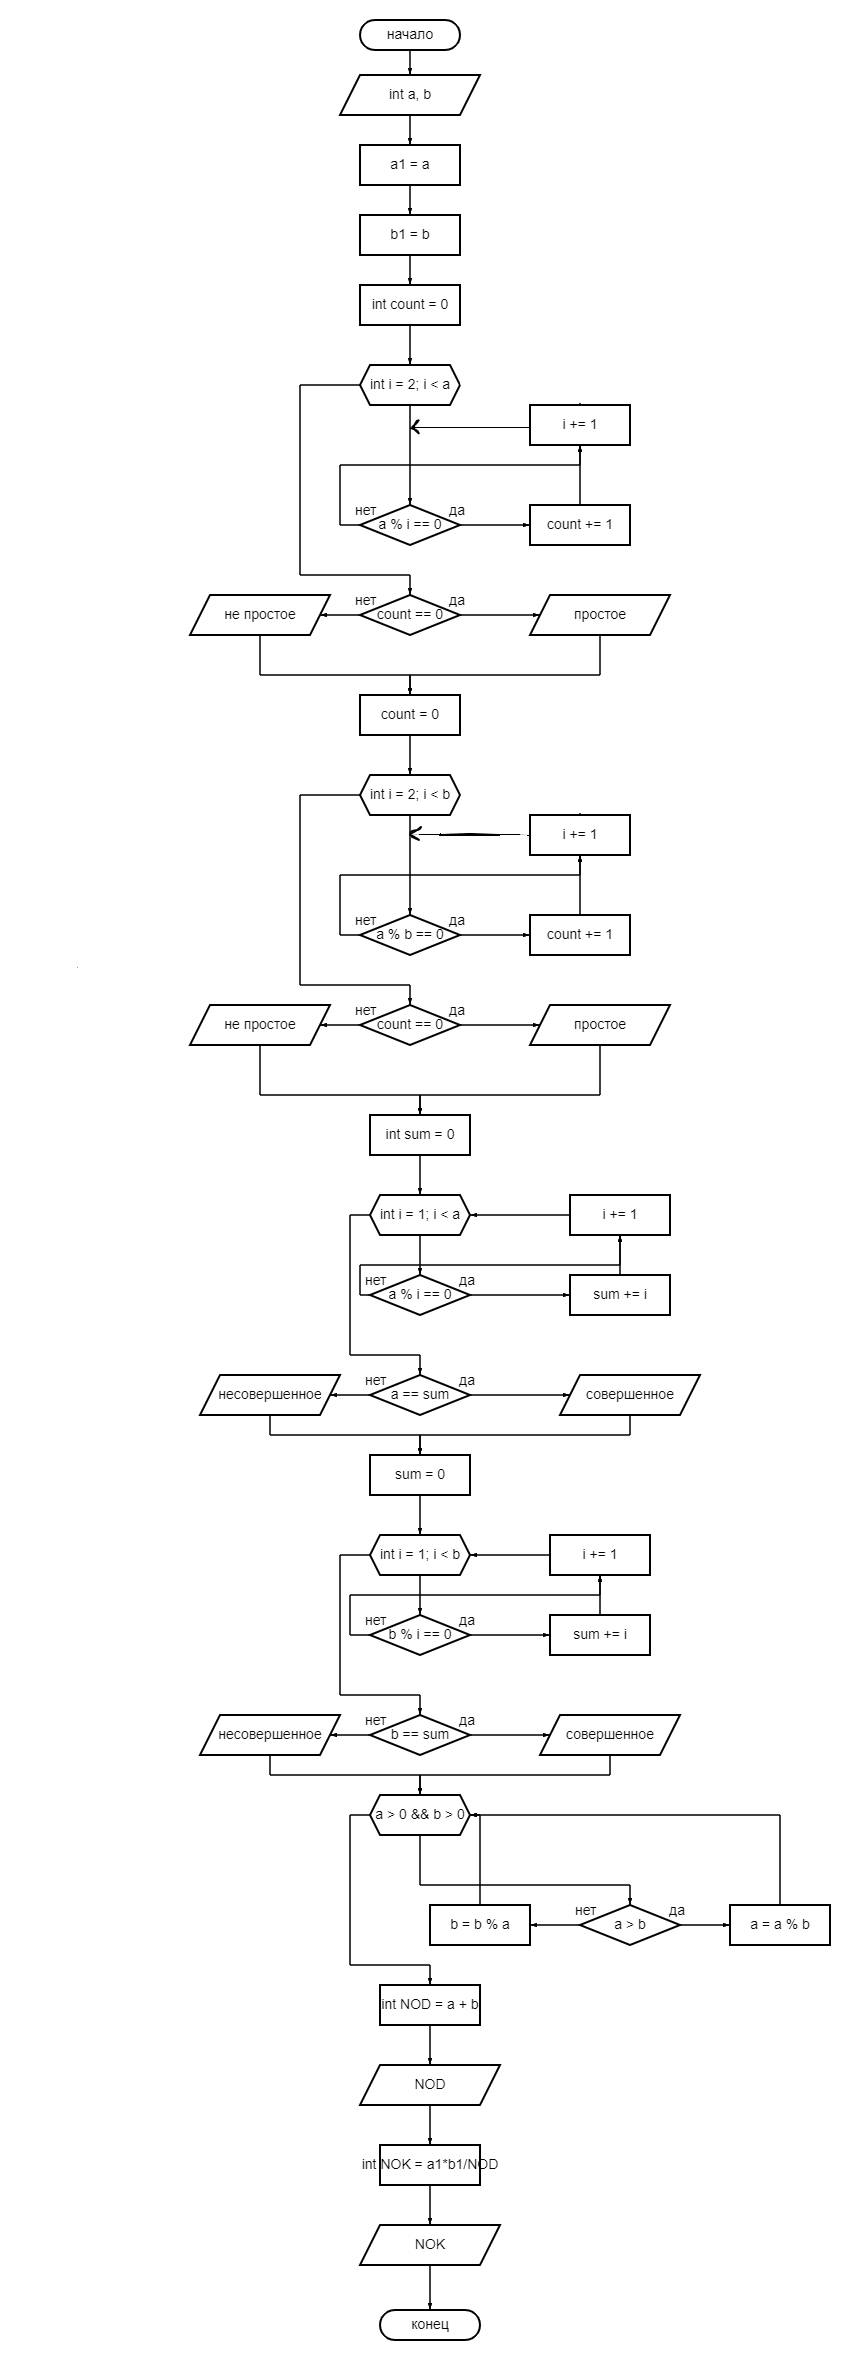 начало
int a, b
a1 = a
b1 = b
int count = 0
int i = 2; i < a
i += 1
нет
да
a % i == 0
count += 1
нет
да
не простое
count == 0
простое
count = 0
int i = 2; i < b
i += 1
нет
да
a % b == 0
count += 1
нет
да
не простое
count == 0
простое
int sum = 0
int i = 1; i < a
i += 1
нет
да
a % i == 0
sum += i
нет
да
несовершенное
a == sum
совершенное
sum = 0
int i = 1; i < b
i += 1
нет
да
b % i == 0
sum += i
нет
да
несовершенное
b == sum
совершенное
a > 0 && b > 0
нет
да
b = b % a
a > b
a = a % b
int NOD = a + b
NOD
int NOK = a1*b1/NOD
NOK
конец